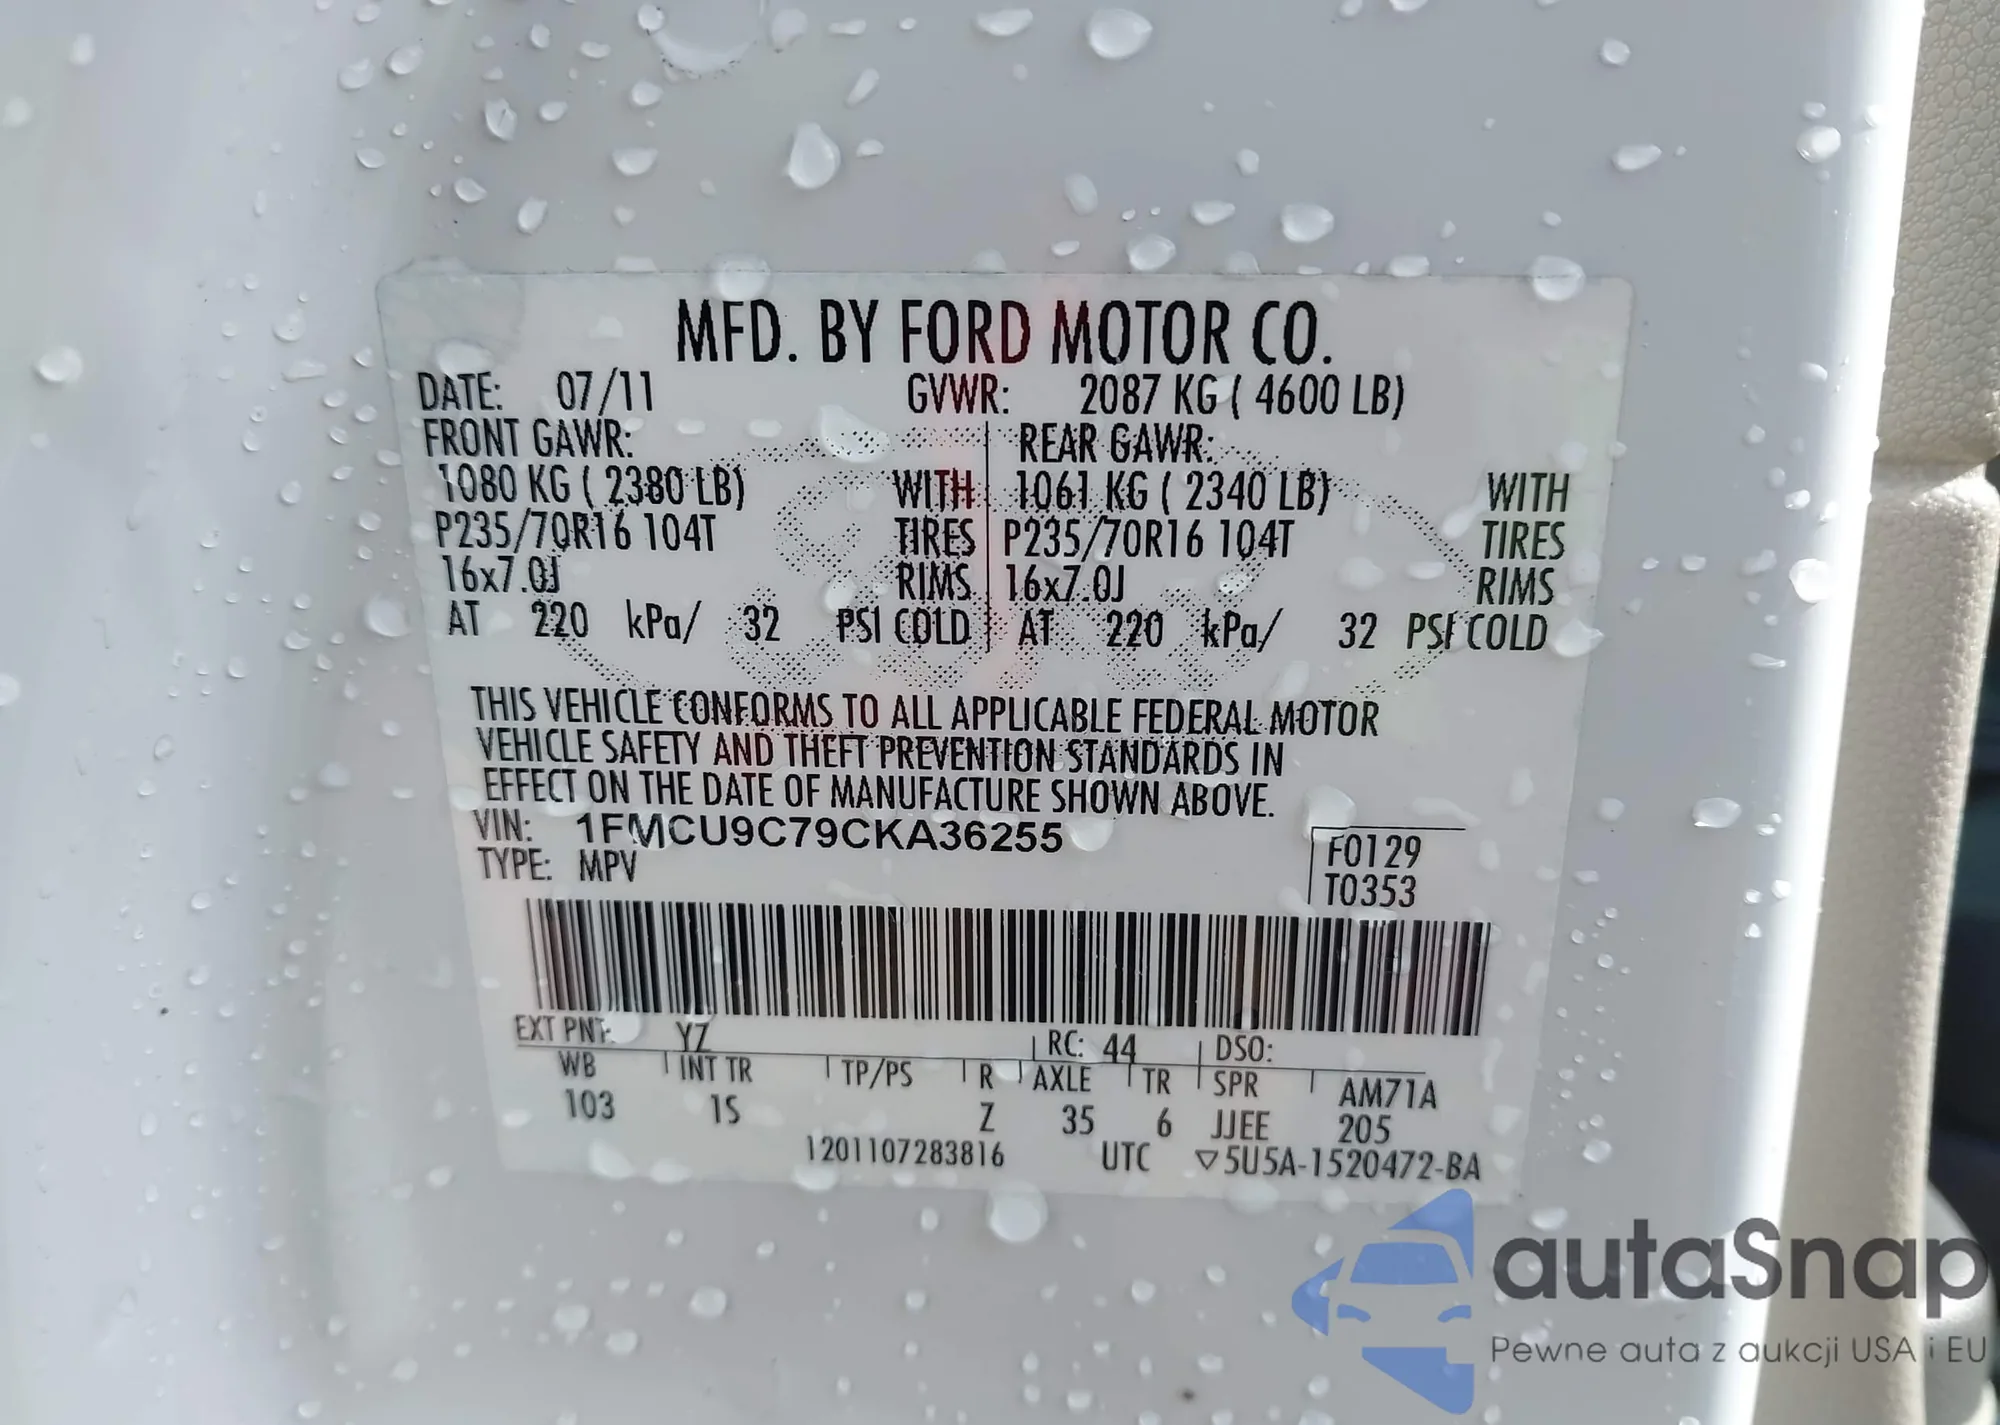 MFD. BY FORD MOTOR CO.
DATE: 07/11 GVWR: 2087 KG ( 4600 LB)
FRONT GAWR: REAR GAWR:
1080 KG ( 2380 LB) WITH 1061 KG ( 2340 LB) WITH
P235/70R16 104T TIRES P235/70R16 104T TIRES
16x7.0J RIMS 16x7.0J RIMS
AT 220 kPa/ 32 PSI COLD AT 220 kPa/ 32 PSI COLD
THIS VEHICLE CONFORMS TO ALL APPLICABLE FEDERAL MOTOR
VEHICLE SAFETY AND THEFT PREVENTION STANDARDS IN
EFFECT ON THE DATE OF MANUFACTURE SHOWN ABOVE.
VIN: 1FMCU9C79CKA36255 F0129
TYPE: MPV T0353
EXT PNT: YZ RC: 44 DSO:
WB INT TR TP/PS R AXLE TR SPR AM71A
103 1S Z 35 6 JJEE 205
1201107283816 UTC ▽5U5A-1520472-BA
autaSnap
Pewne auta z aukcji USA i EU